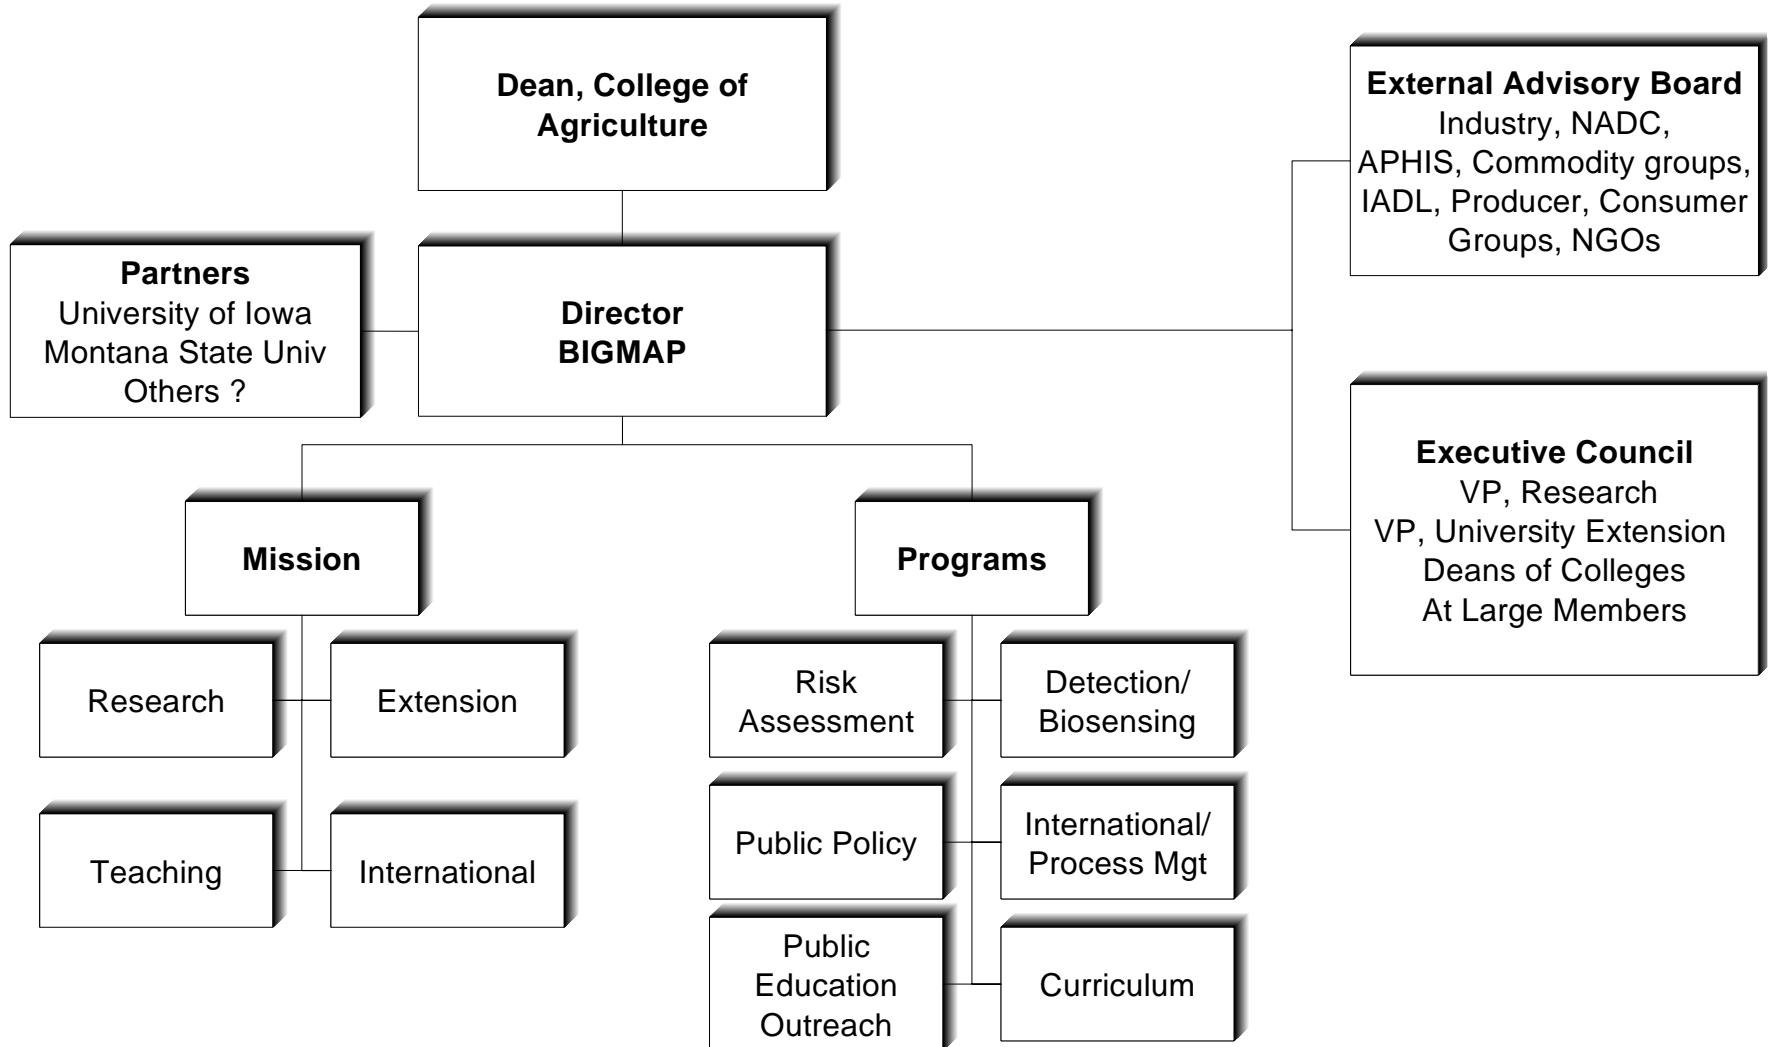 Dean, College of
Agriculture
External Advisory Board
Industry, NADC,
APHIS, Commodity groups,
IADL, Producer, Consumer
Groups, NGOs
Partners
University of Iowa
Montana State Univ
Others ?
Director
BIGMAP
Executive Council
VP, Research
VP, University Extension
Deans of Colleges
At Large Members
Mission
Programs
Research
Extension
Teaching
International
Risk
Assessment
Detection/
Biosensing
Public Policy
International/
Process Mgt
Public
Education
Outreach
Curriculum